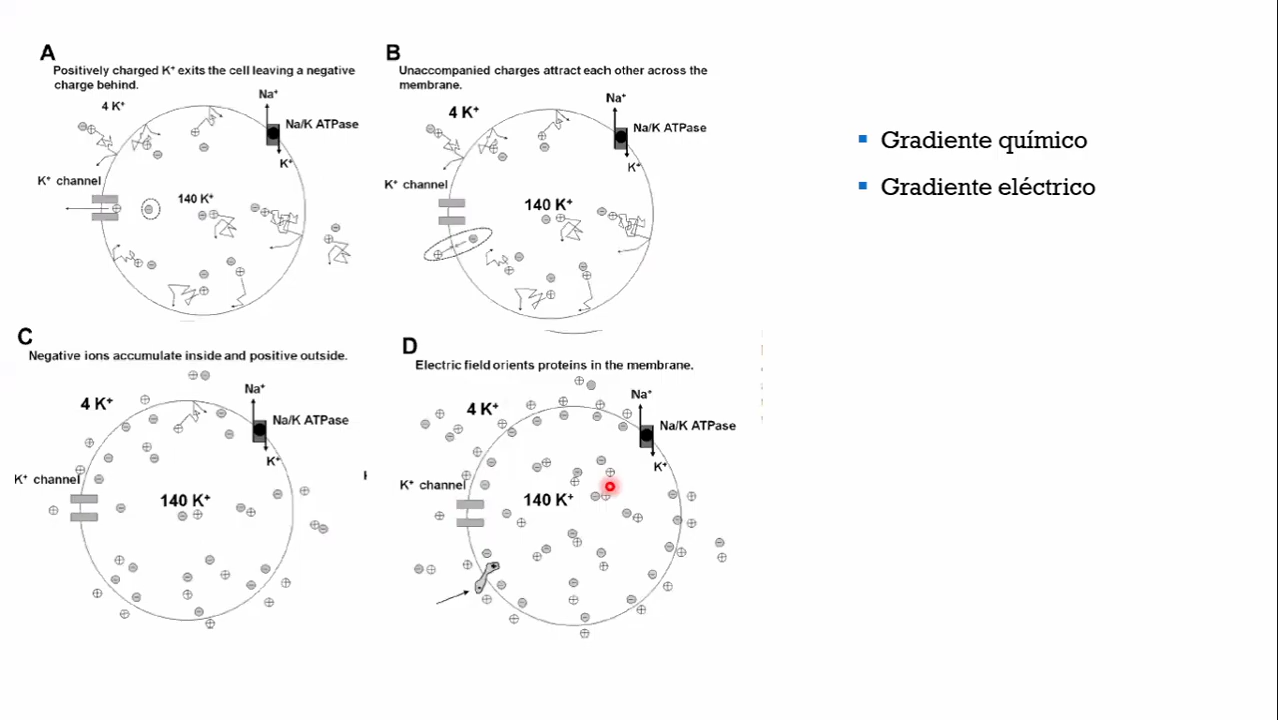 A
Positively charged K⁺ exits the cell leaving a negative
charge behind.
4 K⁺
Na⁺
Na/K ATPase
K⁺
K⁺ channel
140 K⁺
B
Unaccompanied charges attract each other across the
membrane.
4 K⁺
Na⁺
Na/K ATPase
K⁺
K⁺ channel
140 K⁺
C
Negative ions accumulate inside and positive outside.
4 K⁺
Na⁺
Na/K ATPase
K⁺
K⁺ channel
140 K⁺
D
Electric field orients proteins in the membrane.
4 K⁺
Na⁺
Na/K ATPase
K⁺
K⁺ channel
140 K⁺
Gradiente químico
Gradiente eléctrico